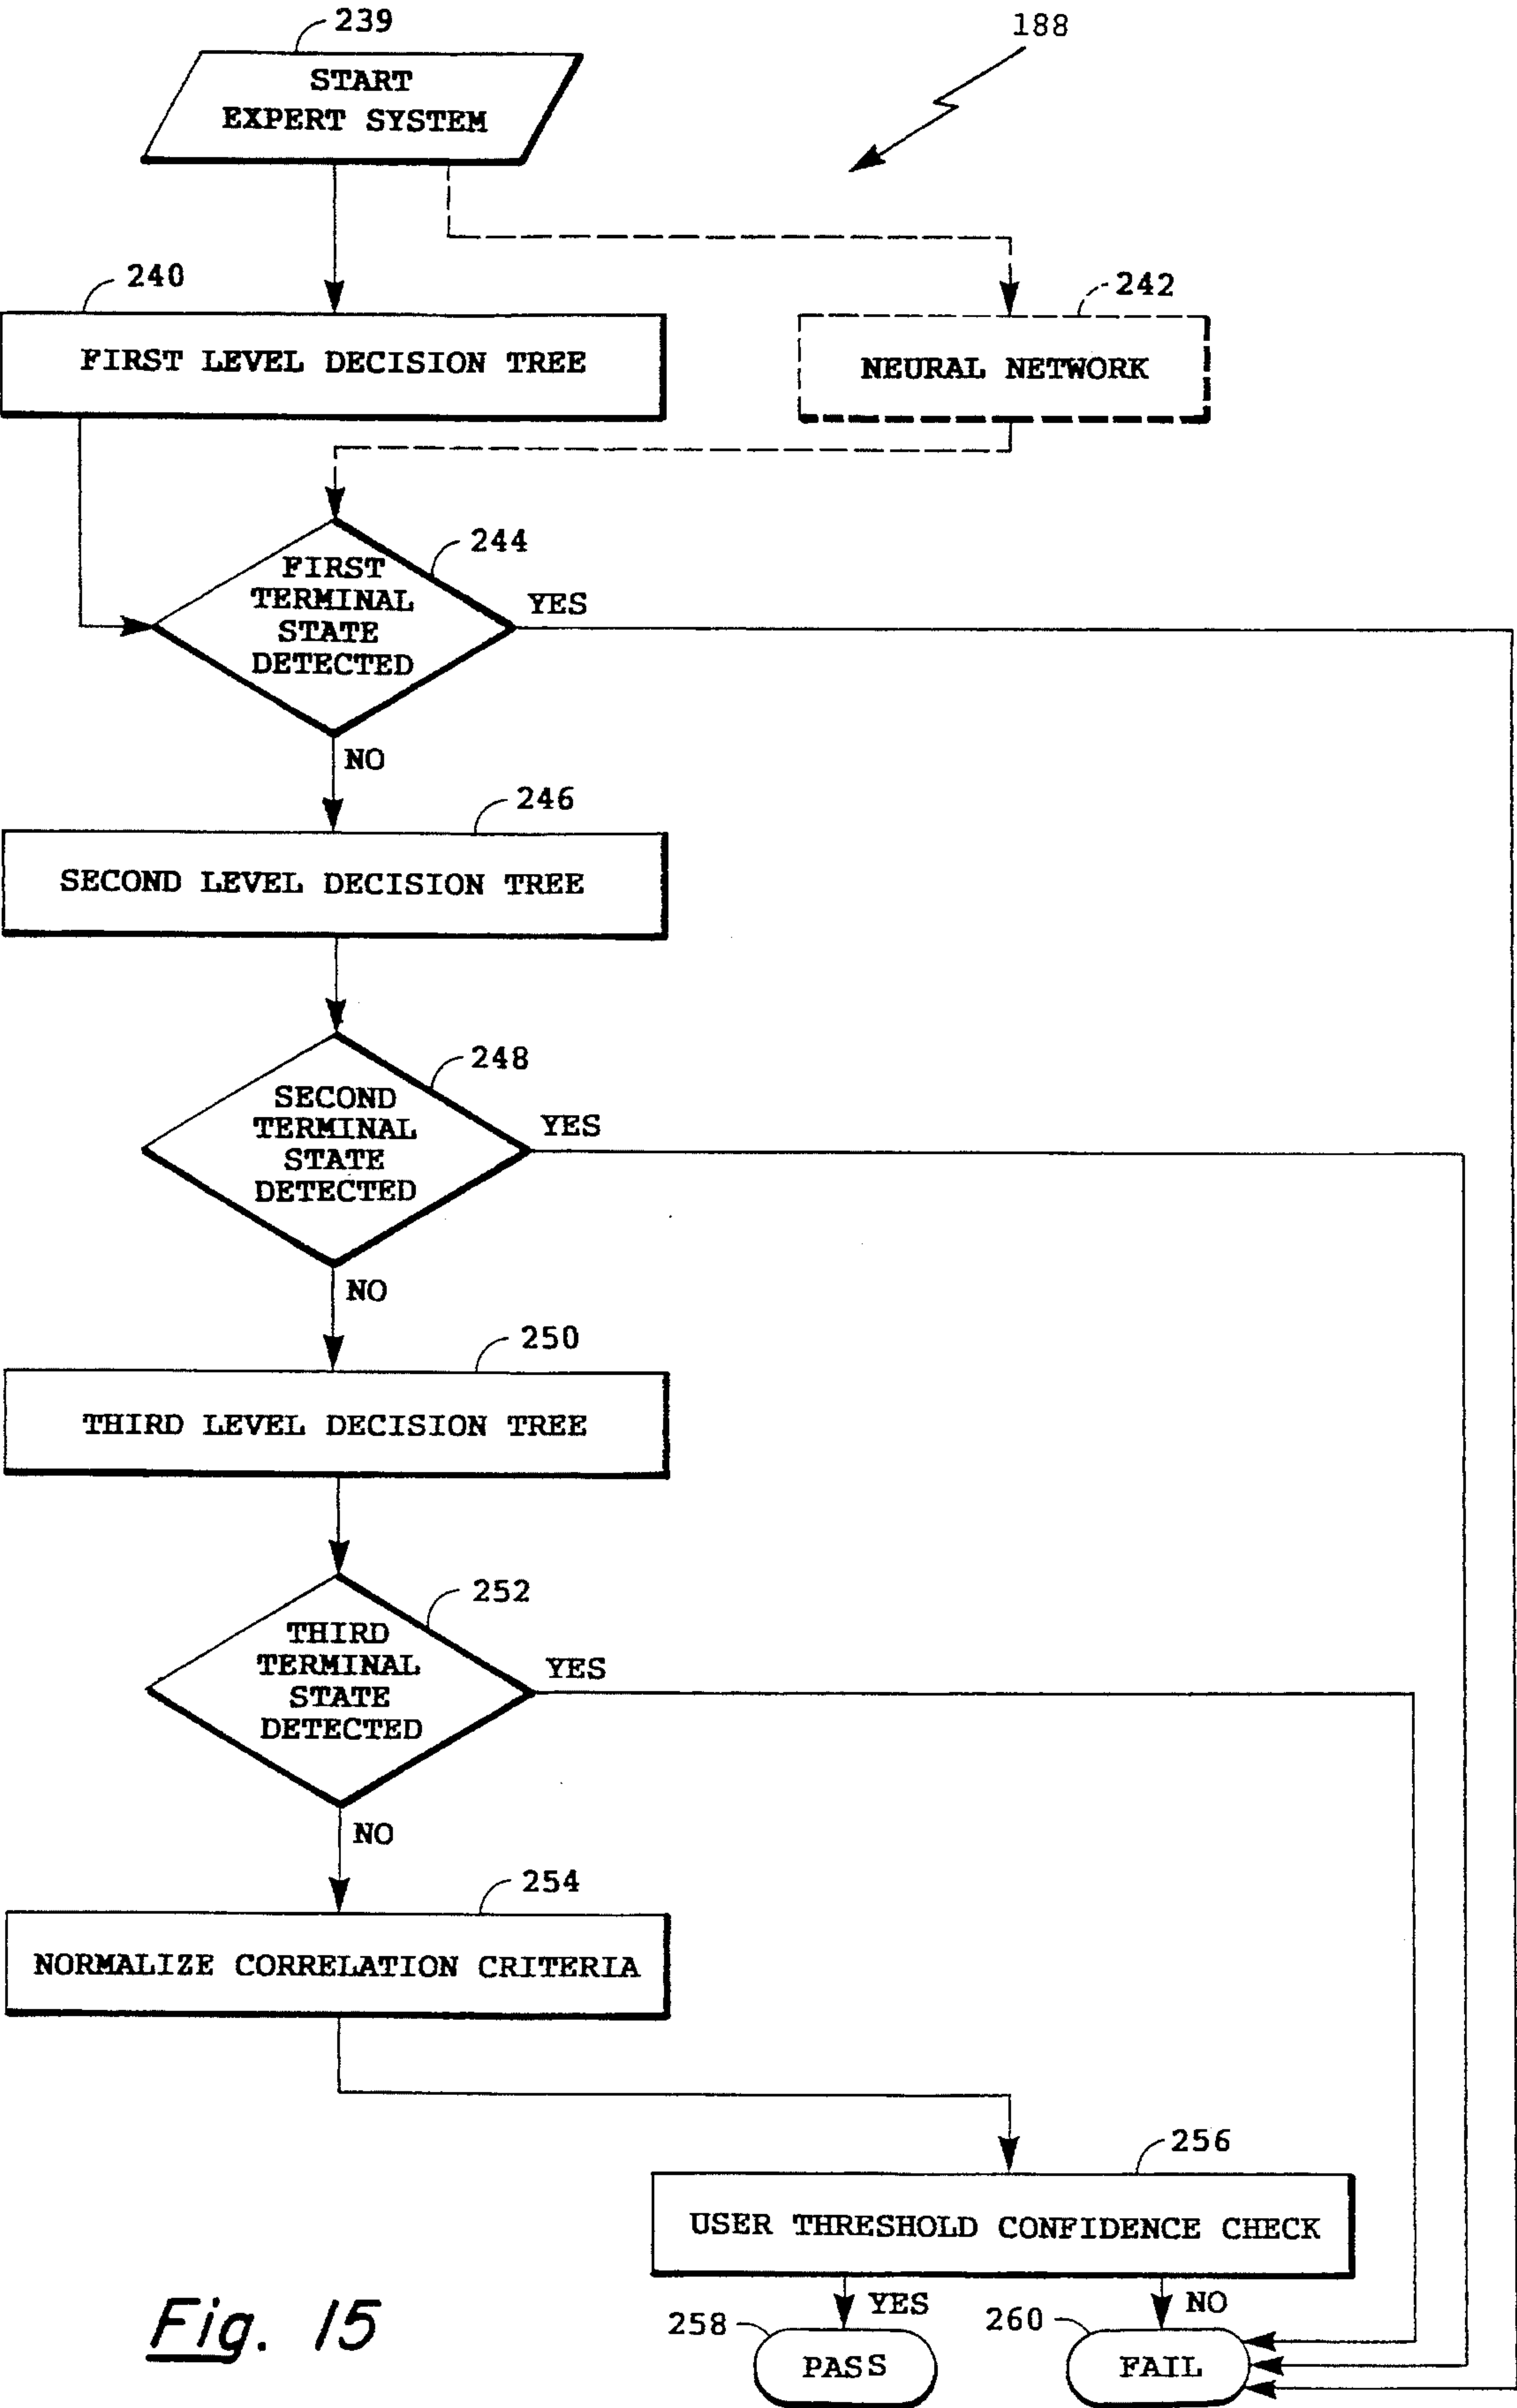 239
188
START
EXPERT SYSTEM
240
242
FIRST LEVEL DECISION TREE
NEURAL NETWORK
244
FIRST
TERMINAL
STATE
DETECTED
YES
NO
246
SECOND LEVEL DECISION TREE
248
SECOND
TERMINAL
STATE
DETECTED
YES
NO
250
THIRD LEVEL DECISION TREE
252
THIRD
TERMINAL
STATE
DETECTED
YES
NO
254
NORMALIZE CORRELATION CRITERIA
256
USER THRESHOLD CONFIDENCE CHECK
YES
NO
258
260
PASS
FAIL
Fig. 15